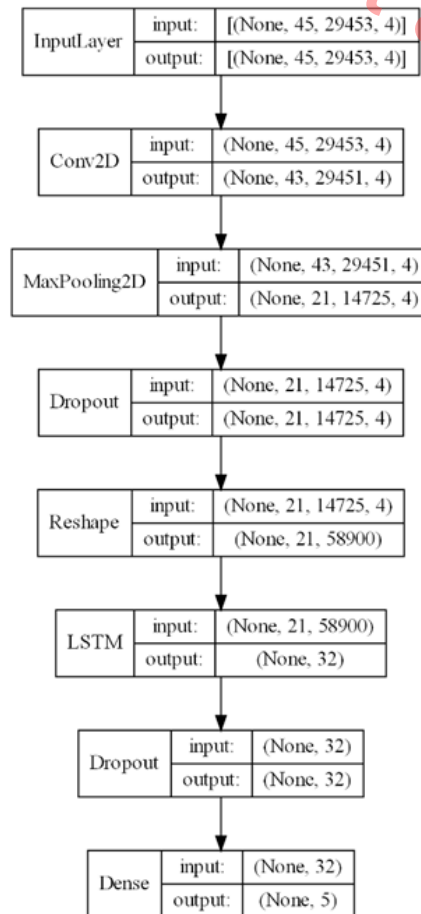 InputLayer
input: [(None, 45, 29453, 4)]
output: [(None, 45, 29453, 4)]
Conv2D
input: (None, 45, 29453, 4)
output: (None, 43, 29451, 4)
MaxPooling2D
input: (None, 43, 29451, 4)
output: (None, 21, 14725, 4)
Dropout
input: (None, 21, 14725, 4)
output: (None, 21, 14725, 4)
Reshape
input: (None, 21, 14725, 4)
output: (None, 21, 58900)
LSTM
input: (None, 21, 58900)
output: (None, 32)
Dropout
input: (None, 32)
output: (None, 32)
Dense
input: (None, 32)
output: (None, 5)